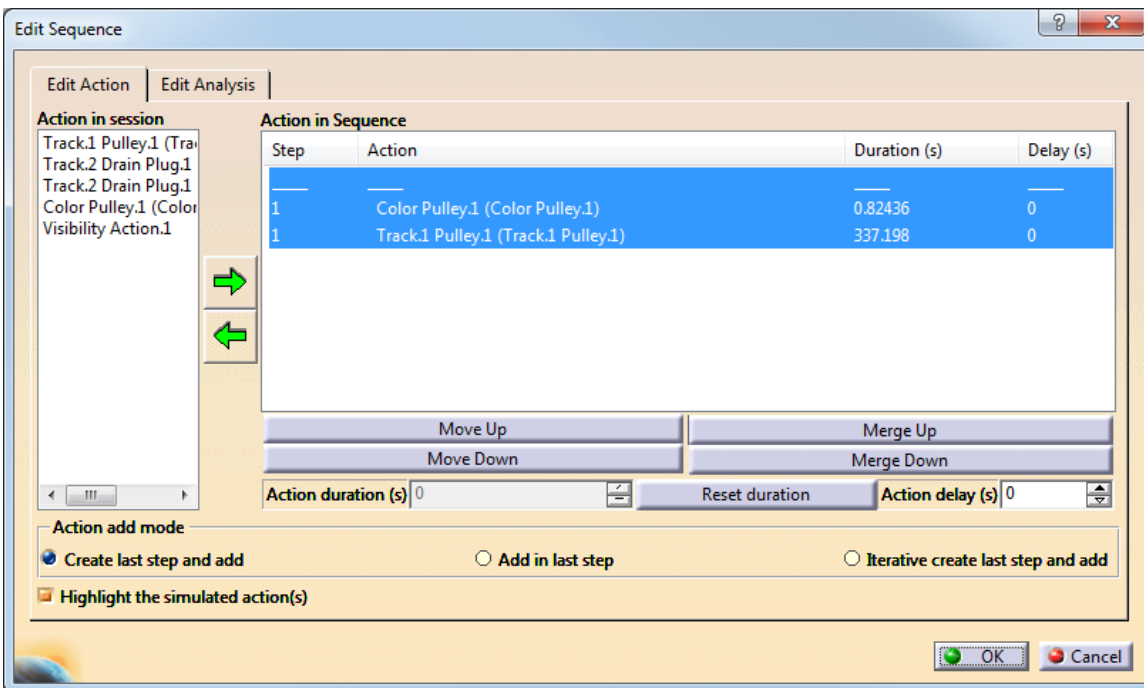 Edit Sequence
Edit Action Edit Analysis
Action in session
Track.1 Pulley.1 (Tra
Track.2 Drain Plug.1
Track.2 Drain Plug.1
Color Pulley.1 (Color
Visibility Action.1
Action in Sequence
Step Action Duration (s) Delay (s)
1 Color Pulley.1 (Color Pulley.1) 0.82436 0
1 Track.1 Pulley.1 (Track.1 Pulley.1) 337.198 0
Move Up Merge Up
Move Down Merge Down
Action duration (s) 0 Reset duration Action delay (s) 0
Action add mode
Create last step and add Add in last step Iterative create last step and add
Highlight the simulated action(s)
OK Cancel